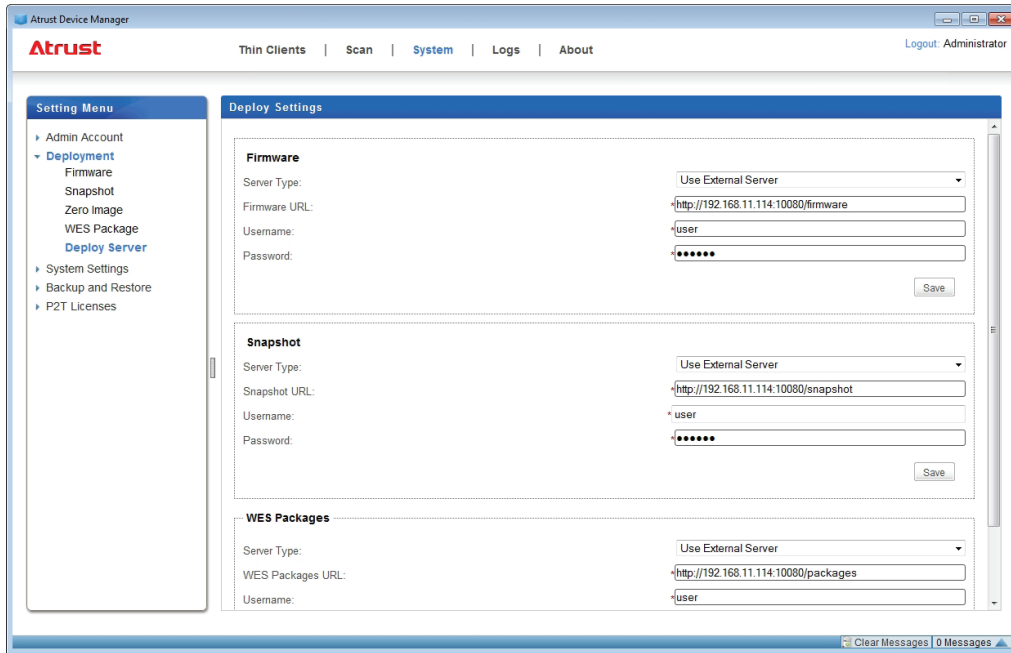 Atrust Device Manager
Atrust
Thin Clients | Scan | System | Logs | About
Logout: Administrator
Setting Menu
Admin Account
Deployment
Firmware
Snapshot
Zero Image
WES Package
Deploy Server
System Settings
Backup and Restore
P2T Licenses
Deploy Settings
Firmware
Server Type: Use External Server
Firmware URL: *http://192.168.11.114:10080/firmware
Username: *user
Password: *●●●●●●
Save
Snapshot
Server Type: Use External Server
Snapshot URL: *http://192.168.11.114:10080/snapshot
Username: * user
Password: *●●●●●●
Save
WES Packages
Server Type: Use External Server
WES Packages URL: *http://192.168.11.114:10080/packages
Username: *user
Clear Messages | 0 Messages